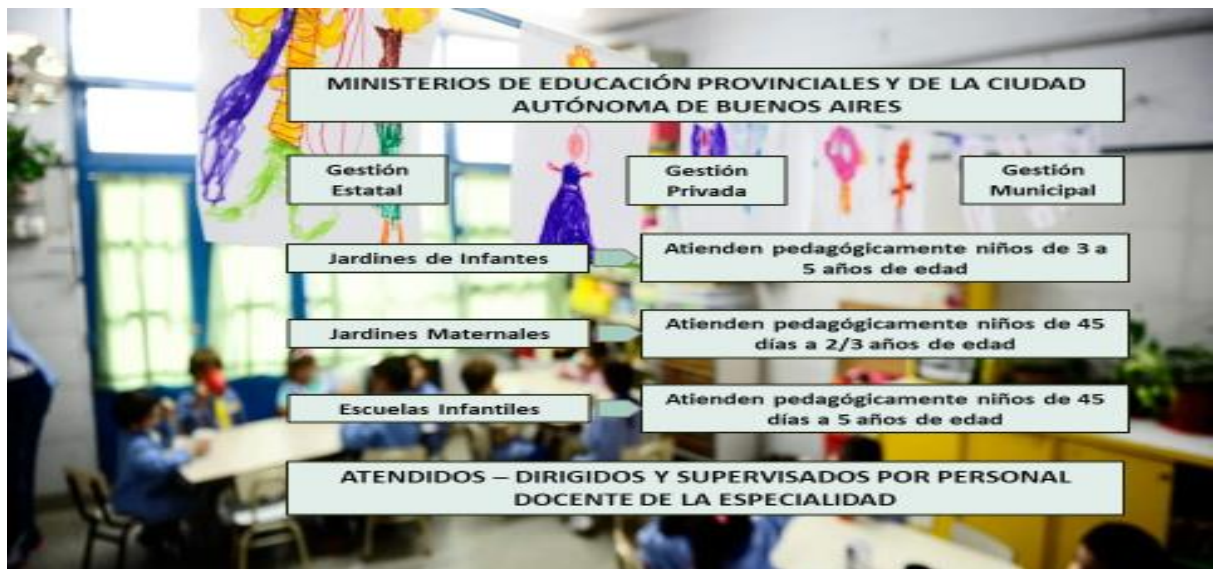 MINISTERIOS DE EDUCACIÓN PROVINCIALES Y DE LA CIUDAD
AUTÓNOMA DE BUENOS AIRES
Gestión
Estatal
Gestión
Privada
Gestión
Municipal
Jardines de Infantes
Atienden pedagógicamente niños de 3 a
5 años de edad
Jardines Maternales
Atienden pedagógicamente niños de 45
días a 2/3 años de edad
Escuelas Infantiles
Atienden pedagógicamente niños de 45
días a 5 años de edad
ATENDIDOS – DIRIGIDOS Y SUPERVISADOS POR PERSONAL
DOCENTE DE LA ESPECIALIDAD